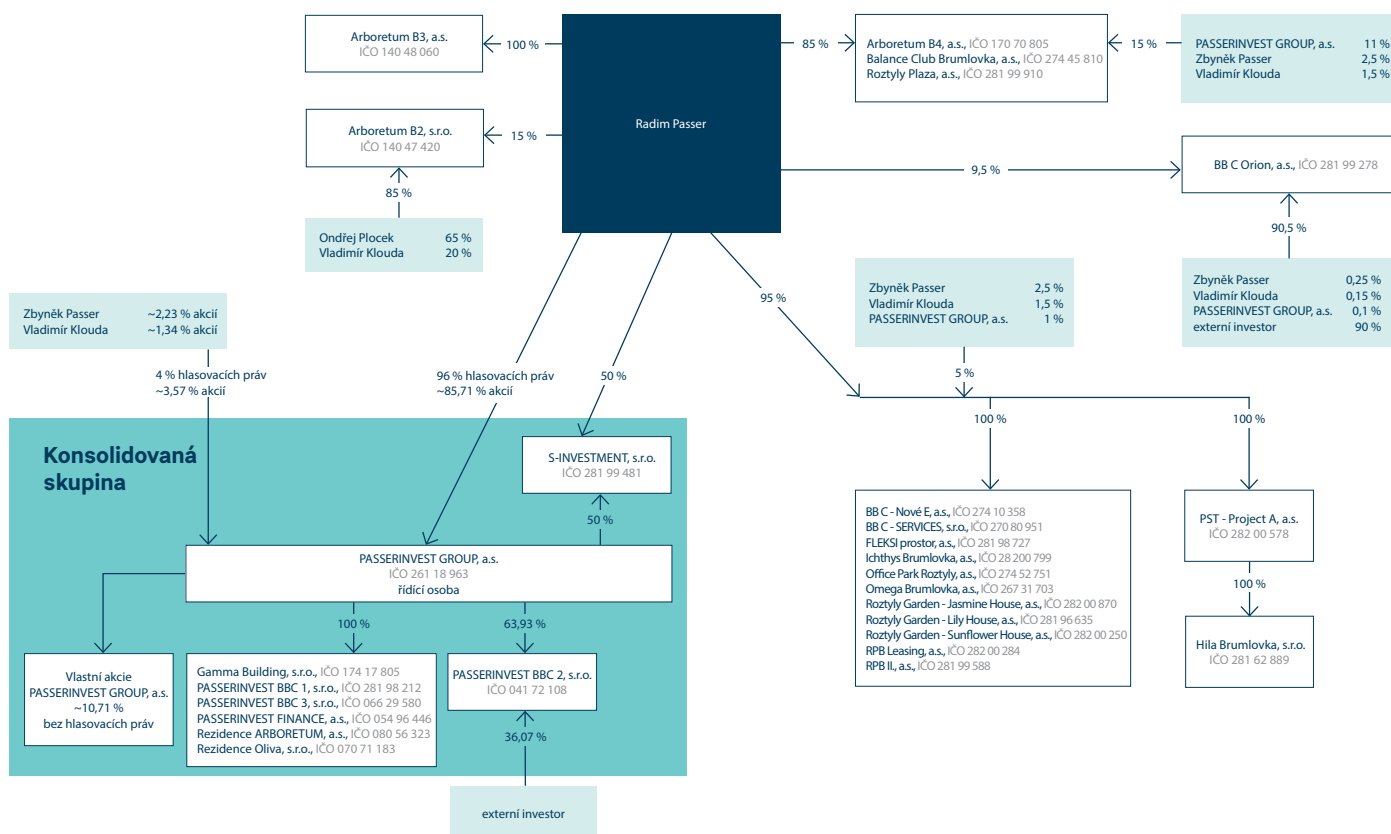 Arboretum B3, a.s.
IČO 140 48 060
100 %
Radim Passer
85 %
Arboretum B4, a.s., IČO 170 70 805
Balance Club Brumlovka, a.s., IČO 274 45 810
Roztyly Plaza, a.s., IČO 281 99 910
15 %
PASSERINVEST GROUP, a.s. 11 %
Zbyněk Passer 2,5 %
Vladimír Klouda 1,5 %
Arboretum B2, s.r.o.
IČO 140 47 420
15 %
85 %
Ondřej Plocek 65 %
Vladimír Klouda 20 %
9,5 %
BB C Orion, a.s., IČO 281 99 278
90,5 %
Zbyněk Passer 0,25 %
Vladimír Klouda 0,15 %
PASSERINVEST GROUP, a.s. 0,1 %
externí investor 90 %
Zbyněk Passer ~2,23 % akcií
Vladimír Klouda ~1,34 % akcií
4 % hlasovacích práv
~3,57 % akcií
96 % hlasovacích práv
~85,71 % akcií
50 %
95 %
Zbyněk Passer 2,5 %
Vladimír Klouda 1,5 %
PASSERINVEST GROUP, a.s. 1 %
5 %
100 %
100 %
Konsolidovaná
skupina
S-INVESTMENT, s.r.o.
IČO 281 99 481
50 %
PASSERINVEST GROUP, a.s.
IČO 261 18 963
řídící osoba
100 %
63,93 %
Vlastní akcie
PASSERINVEST GROUP, a.s.
~10,71 %
bez hlasovacích práv
Gamma Building, s.r.o., IČO 174 17 805
PASSERINVEST BBC 1, s.r.o., IČO 281 98 212
PASSERINVEST BBC 3, s.r.o., IČO 066 29 580
PASSERINVEST FINANCE, a.s., IČO 054 96 446
Rezidence ARBORETUM, a.s., IČO 080 56 323
Rezidence Oliva, s.r.o., IČO 070 71 183
PASSERINVEST BBC 2, s.r.o.
IČO 041 72 108
36,07 %
externí investor
BB C - Nové E, a.s., IČO 274 10 358
BB C - SERVICES, s.r.o., IČO 270 80 951
FLEKSI prostor, a.s., IČO 281 98 727
Ichthys Brumlovka, a.s., IČO 28 200 799
Office Park Roztyly, a.s., IČO 274 52 751
Omega Brumlovka, a.s., IČO 267 31 703
Roztyly Garden - Jasmine House, a.s., IČO 282 00 870
Roztyly Garden - Lily House, a.s., IČO 281 96 635
Roztyly Garden - Sunflower House, a.s., IČO 282 00 250
RPB Leasing, a.s., IČO 282 00 284
RPB II., a.s., IČO 281 99 588
PST - Project A, a.s.
IČO 282 00 578
100 %
Hila Brumlovka, s.r.o.
IČO 281 62 889